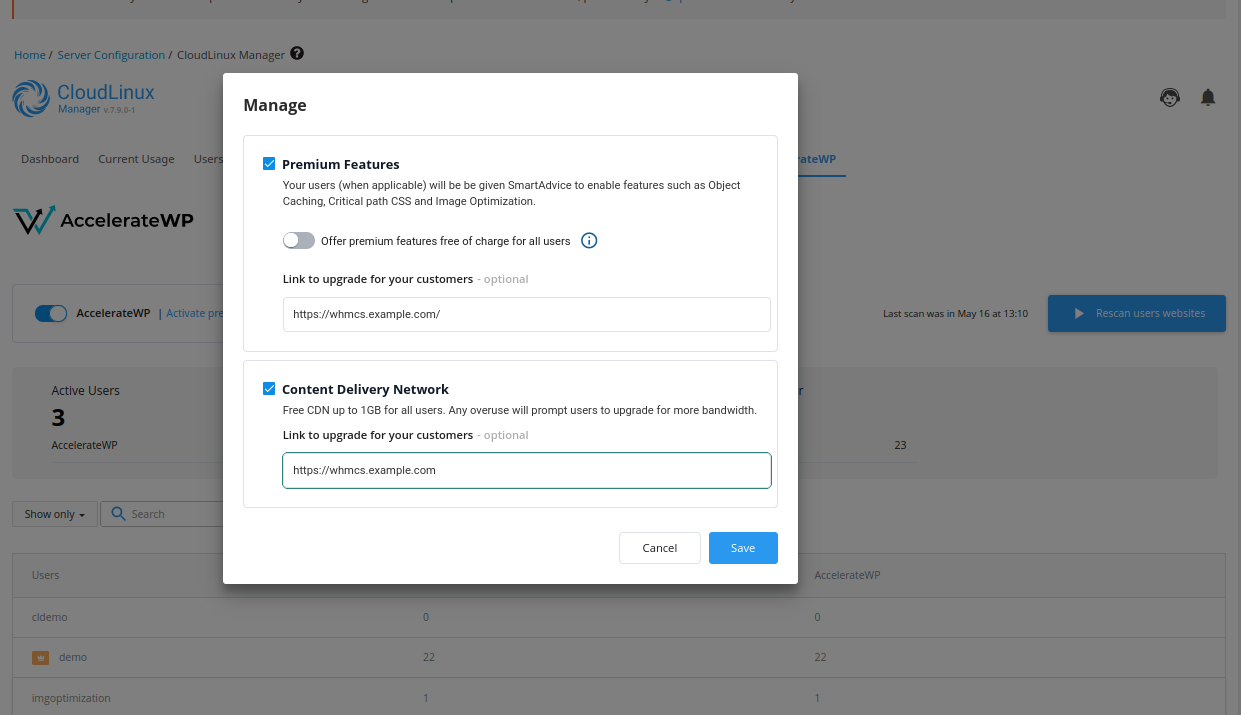 Home / Server Configuration / CloudLinux Manager
CloudLinux
Manager v.7.9.0-1
Manage
Dashboard Current Usage Users
rateWP
Premium Features
Your users (when applicable) will be be given SmartAdvice to enable features such as Object
Caching, Critical path CSS and Image Optimization.
AccelerateWP
Offer premium features free of charge for all users
Link to upgrade for your customers - optional
https://whmcs.example.com/
AccelerateWP | Activate pre
Last scan was in May 16 at 13:10
Rescan users websites
Content Delivery Network
Free CDN up to 1GB for all users. Any overuse will prompt users to upgrade for more bandwidth.
Link to upgrade for your customers - optional
https://whmcs.example.com
Active Users
3
AccelerateWP
r
23
Show only
Search
Cancel
Save
Users
AccelerateWP
cldemo 0 0
demo 22 22
imgoptimization 1 1